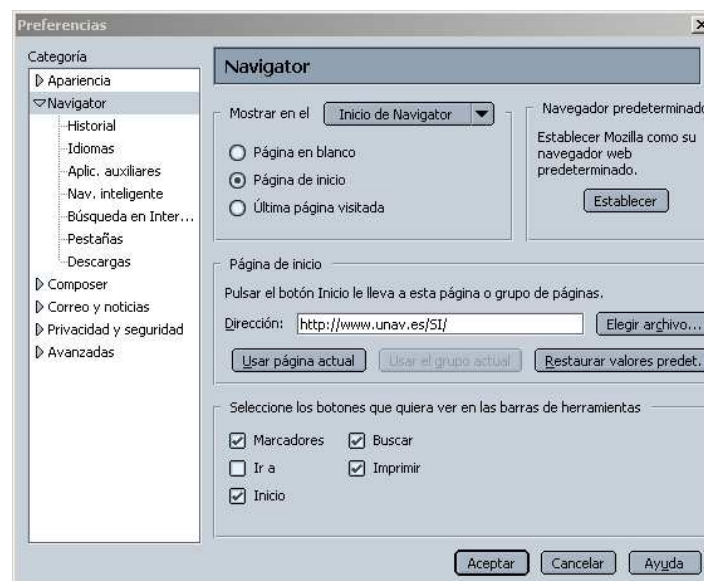 Preferencias
Categoría
Apariencia
Navigator
Historial
Idiomas
Aplic. auxiliares
Nav. inteligente
Búsqueda en Inter...
Pestañas
Descargas
Composer
Correo y noticias
Privacidad y seguridad
Avanzadas
Navigator
Mostrar en el Inicio de Navigator
Página en blanco
Página de inicio
Última página visitada
Navegador predeterminado
Establecer Mozilla como su
navegador web
predeterminado.
Establecer
Página de inicio
Pulsar el botón Inicio le lleva a esta página o grupo de páginas.
Dirección: http://www.unav.es/SI/ Elegir archivo...
Usar página actual Usar el grupo actual Restaurar valores predet.
Seleccione los botones que quiera ver en las barras de herramientas
Marcadores Buscar
Ir a Imprimir
Inicio
Aceptar Cancelar Ayuda